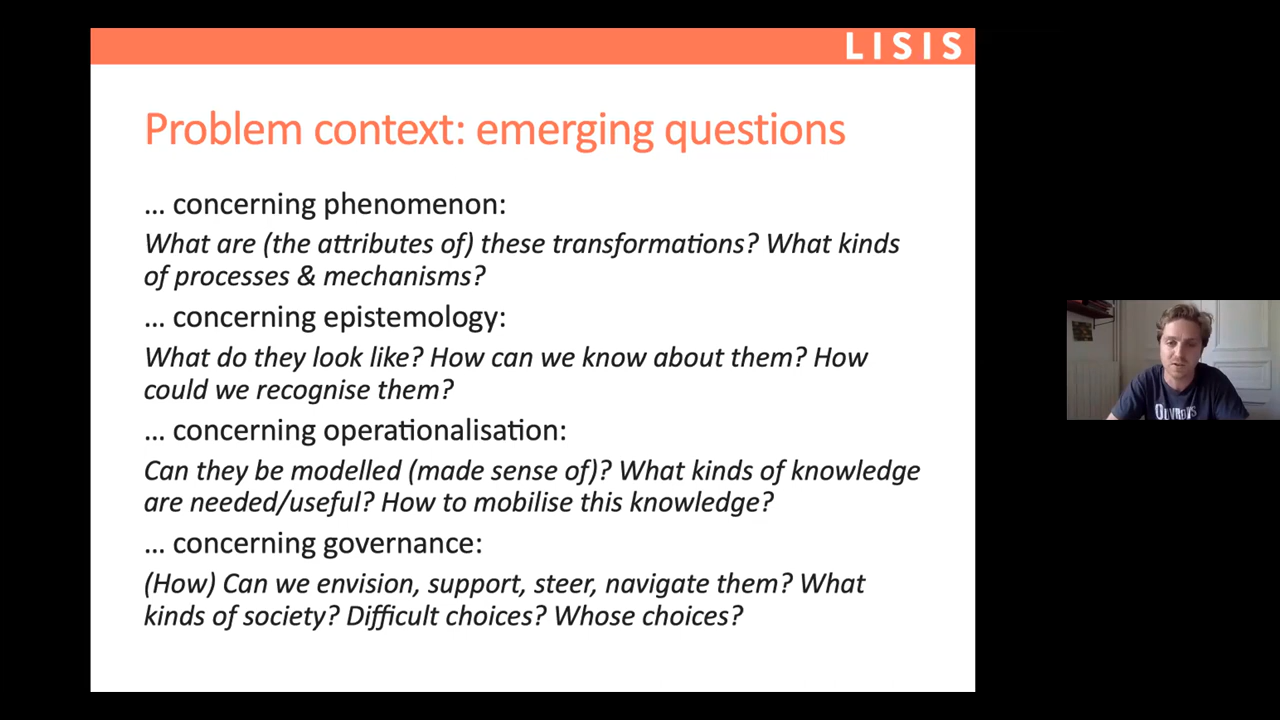 LISIS
Problem context: emerging questions
... concerning phenomenon:
What are (the attributes of) these transformations? What kinds
of processes & mechanisms?
... concerning epistemology:
What do they look like? How can we know about them? How
could we recognise them?
... concerning operationalisation:
Can they be modelled (made sense of)? What kinds of knowledge
are needed/useful? How to mobilise this knowledge?
... concerning governance:
(How) Can we envision, support, steer, navigate them? What
kinds of society? Difficult choices? Whose choices?